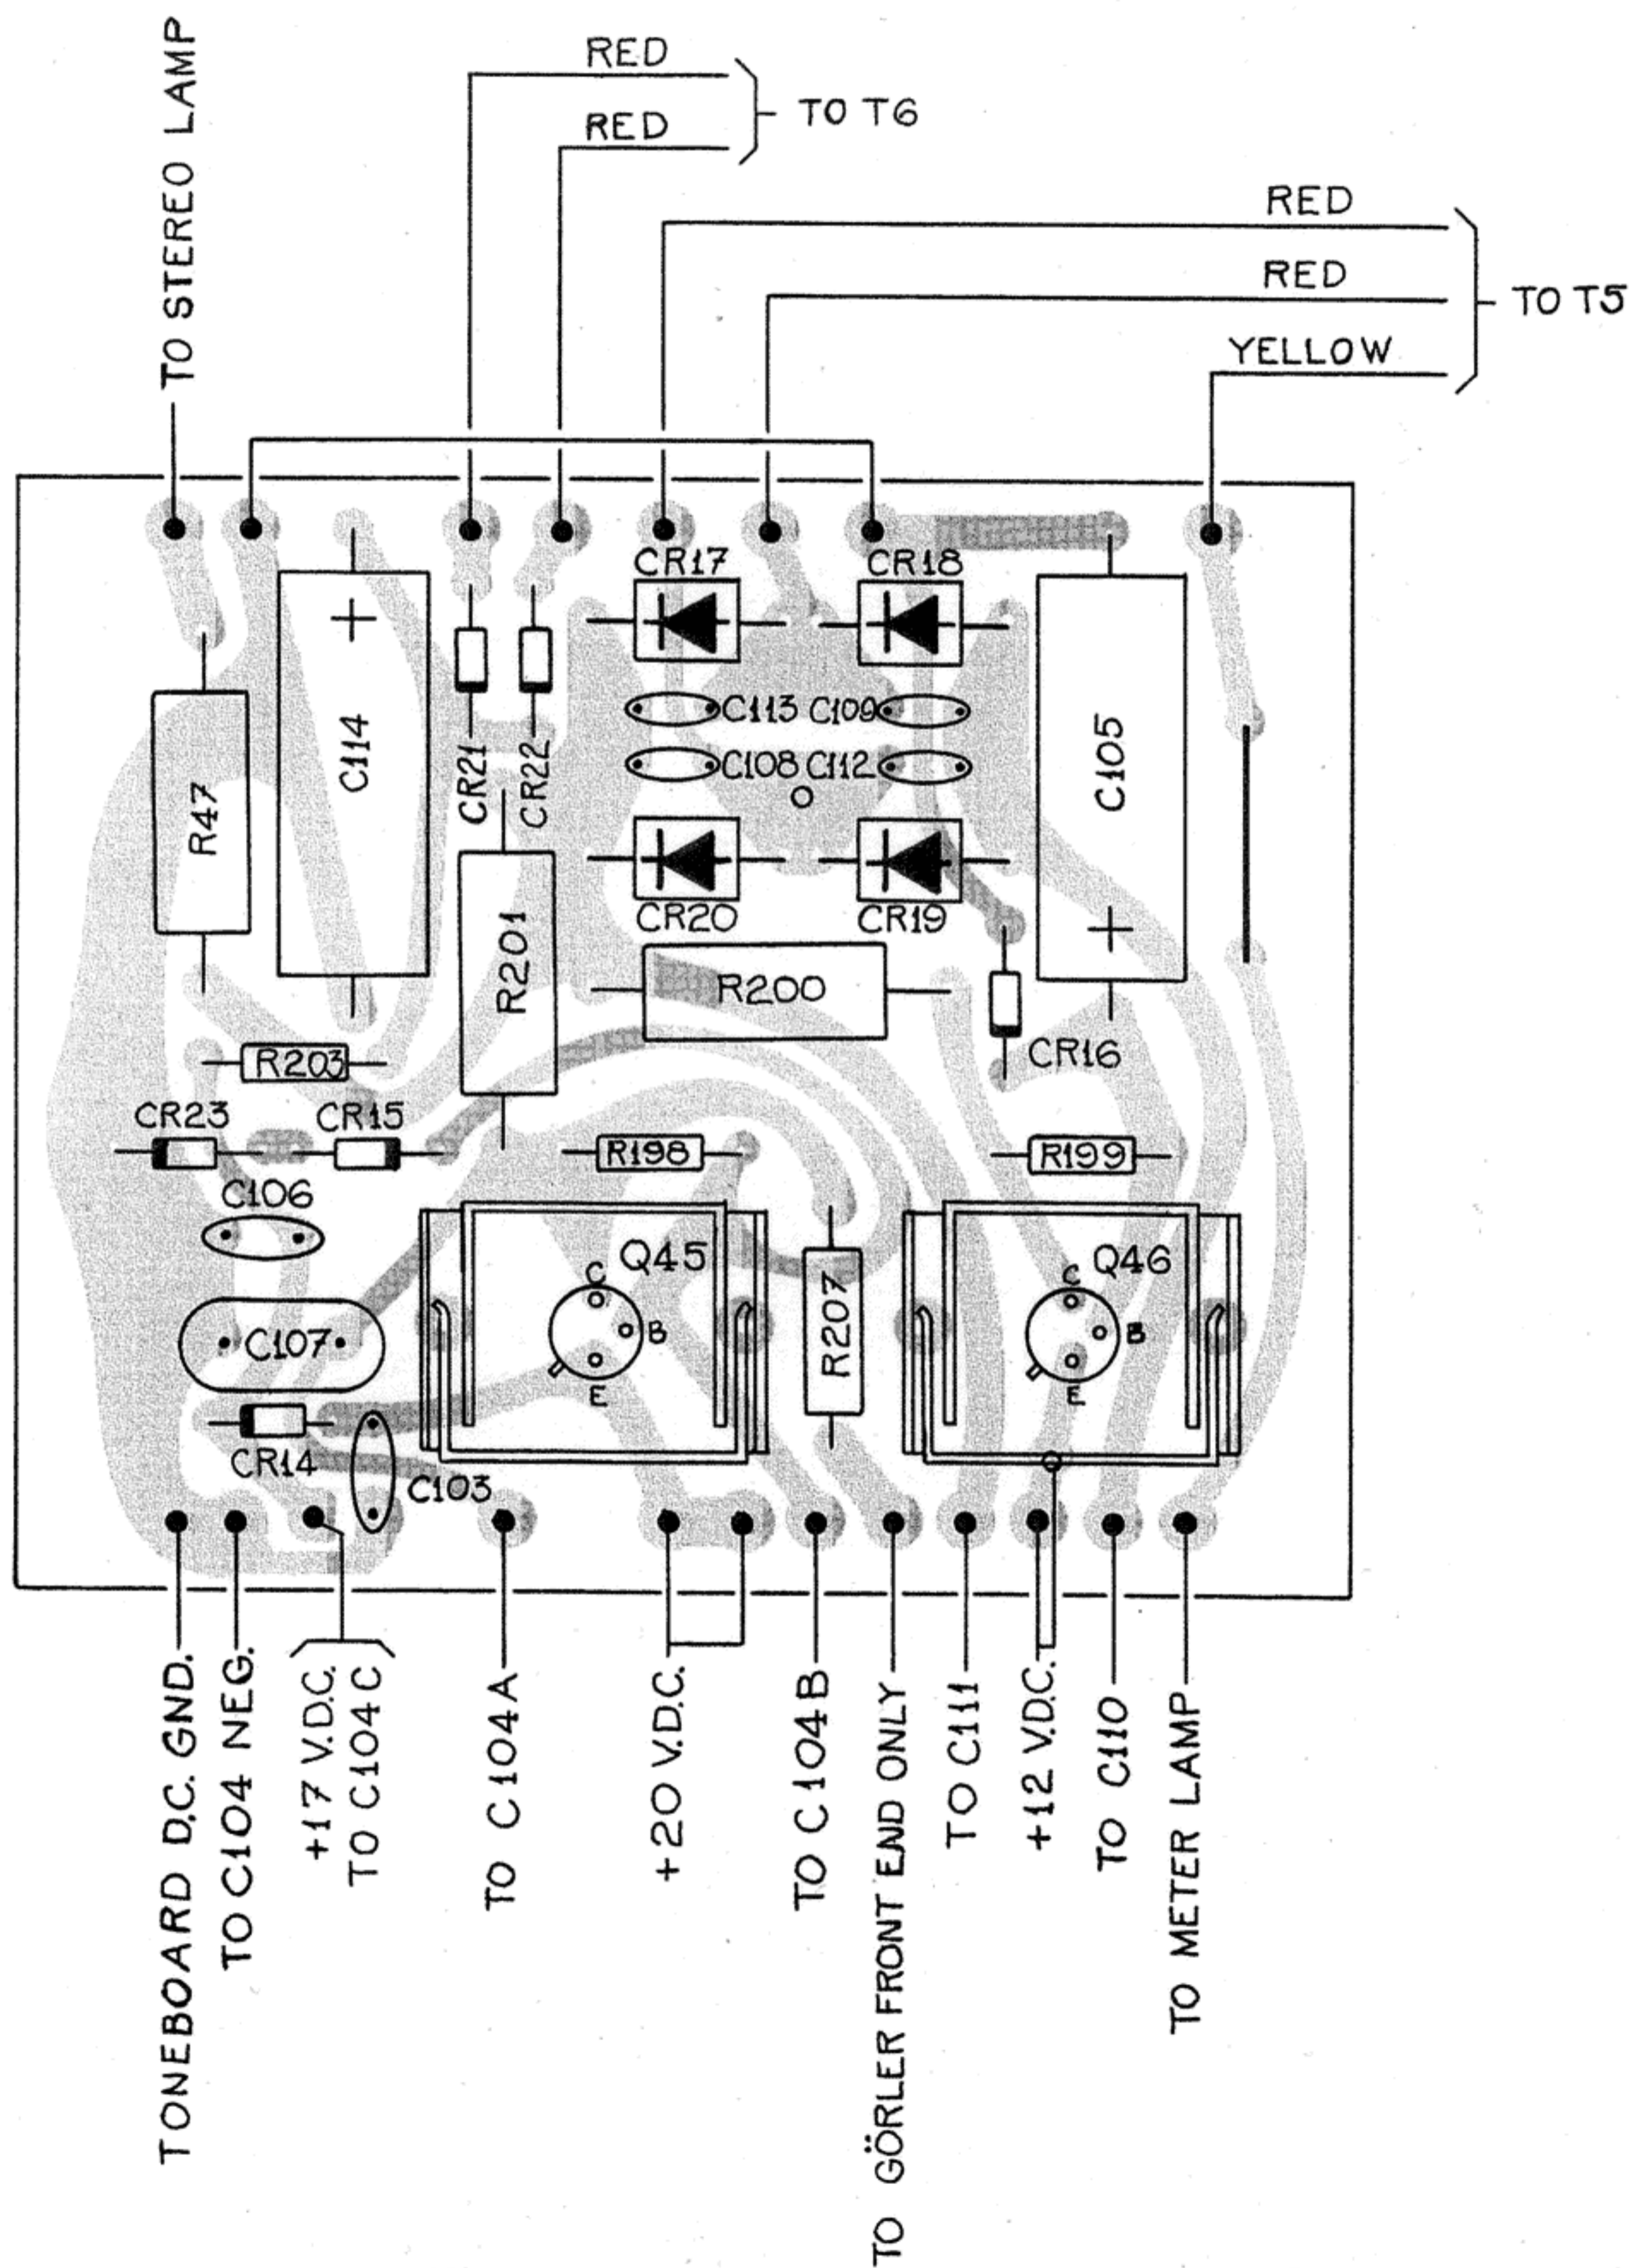 TO STEREO LAMP
RED
RED
TO T6
RED
RED
YELLOW
TO T5
CR17
CR18
+
C114
R47
CR21
CR22
C113
C109
C108
C112
C105
+
CR20
CR19
R201
R200
CR16
R203
CR23
CR15
R198
R199
C106
Q45
C
B
E
Q46
C
B
E
C107
R207
CR14
C103
TONEBOARD D.C. GND.
TO C104 NEG.
+17 V.D.C.
TO C104 C
TO C104A
+20 V.D.C.
TO C104B
TO GÖRLER FRONT END ONLY
TO C111
+12 V.D.C.
TO C110
TO METER LAMP